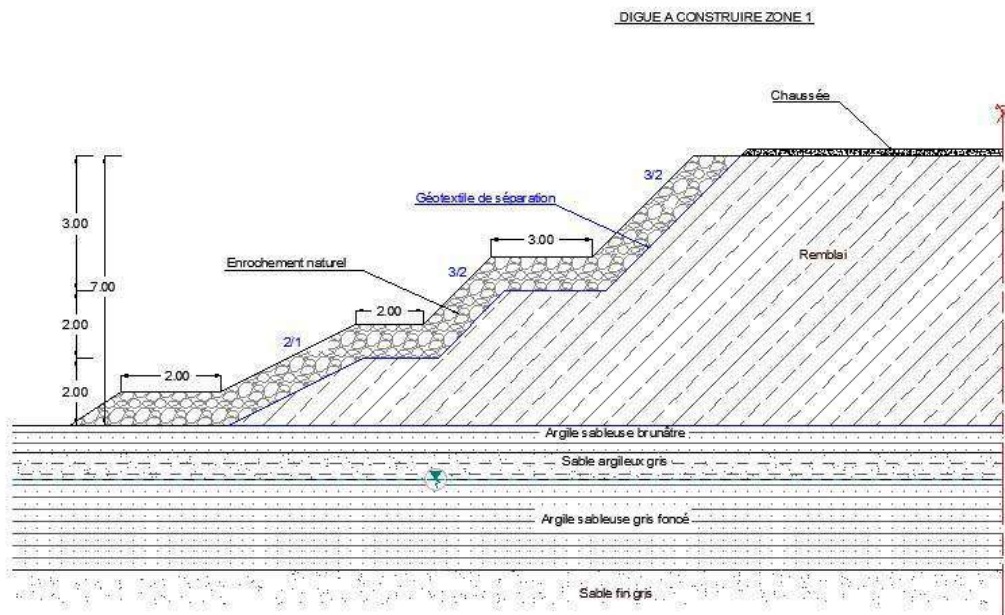 DIGUE A CONSTRUIRE ZONE 1
Chaussée
3/2
Géotextile de séparation
3.00
3.00
Remblai
Enrochement naturel
3/2
7.00
2.00
2.00
2/1
2.00
2.00
Argile sableuse brunâtre
Sable argileux gris
Argile sableuse gris foncé
Sable fin gris